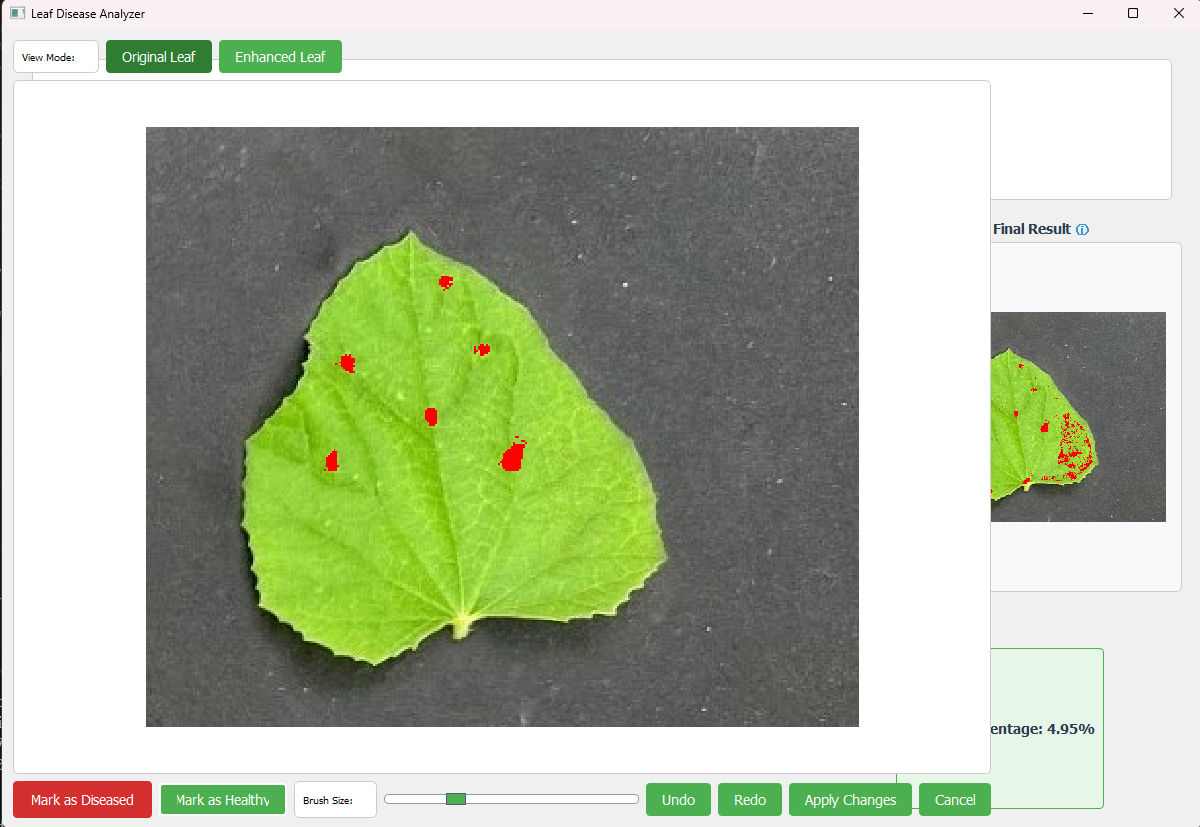 Leaf Disease Analyzer
View Mode:
Original Leaf
Enhanced Leaf
Final Result
entage: 4.95%
Mark as Diseased
Mark as Healthy
Brush Size:
Undo
Redo
Apply Changes
Cancel